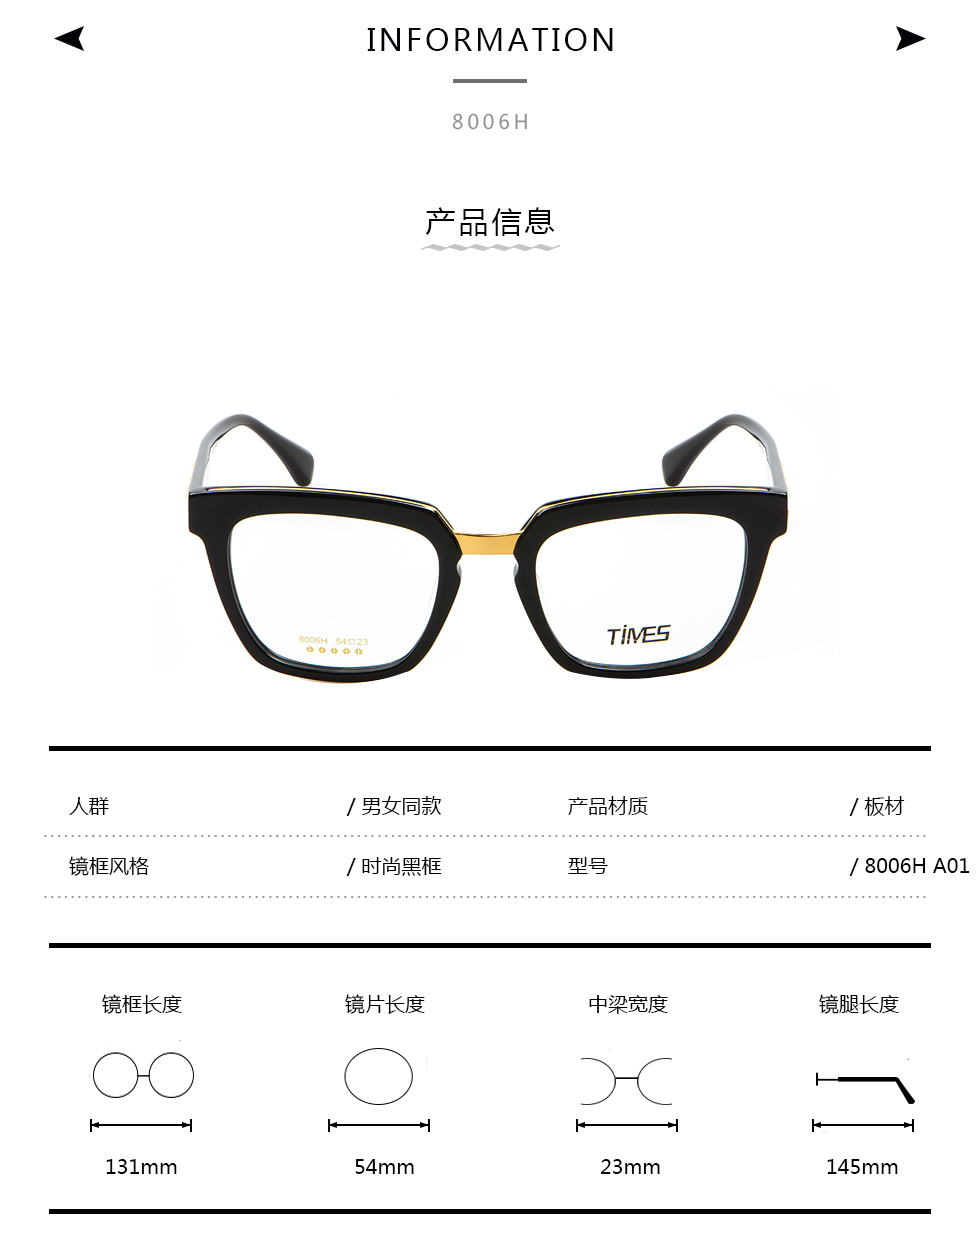 INFORMATION
8006H
产品信息
8006H 54□23
TiMES
人群 / 男女同款 产品材质 / 板材
镜框风格 / 时尚黑框 型号 / 8006H A01
镜框长度 镜片长度 中梁宽度 镜腿长度
131mm 54mm 23mm 145mm